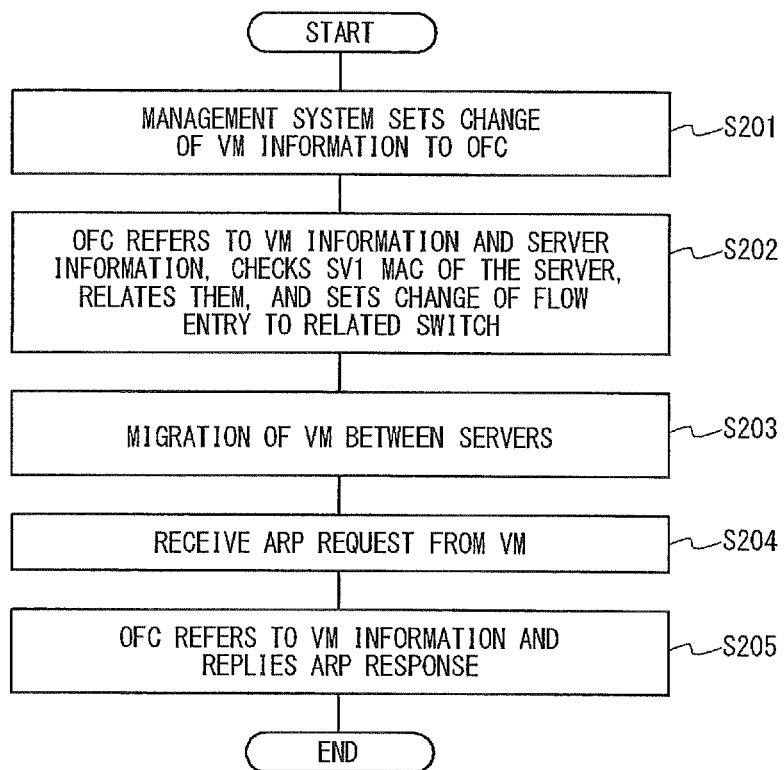 START
MANAGEMENT SYSTEM SETS CHANGE
OF VM INFORMATION TO OFC
S201
OFC REFERS TO VM INFORMATION AND SERVER
INFORMATION, CHECKS SV1 MAC OF THE SERVER,
RELATES THEM, AND SETS CHANGE OF FLOW
ENTRY TO RELATED SWITCH
S202
MIGRATION OF VM BETWEEN SERVERS
S203
RECEIVE ARP REQUEST FROM VM
S204
OFC REFERS TO VM INFORMATION AND
REPLIES ARP RESPONSE
S205
END